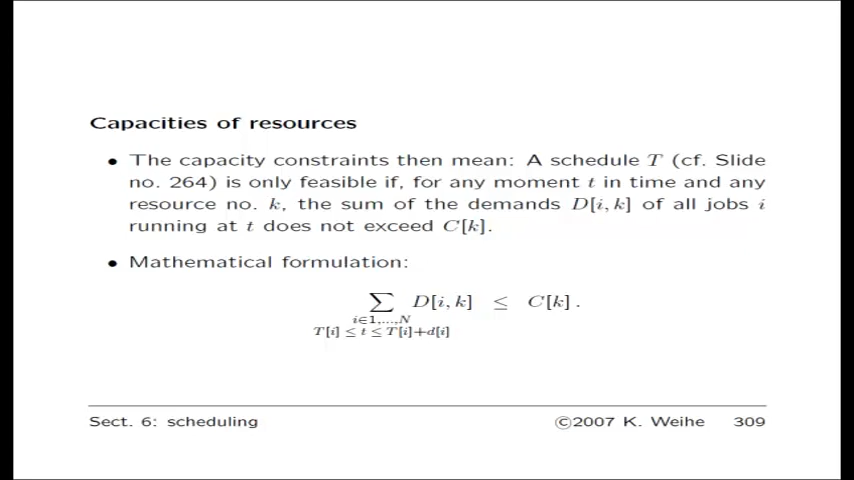 Capacities of resources
• The capacity constraints then mean: A schedule T (cf. Slide
no. 264) is only feasible if, for any moment t in time and any
resource no. k, the sum of the demands D[i, k] of all jobs i
running at t does not exceed C[k].
• Mathematical formulation:
∑ D[i, k] ≤ C[k] .
i∈1,...,N
T[i] ≤ t ≤ T[i]+d[i]
Sect. 6: scheduling ©2007 K. Weihe 309